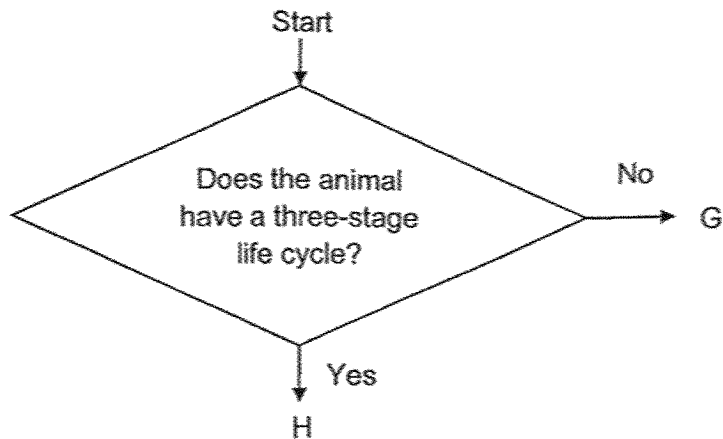 Start
Does the animal
have a three-stage
life cycle?
No
G
Yes
H